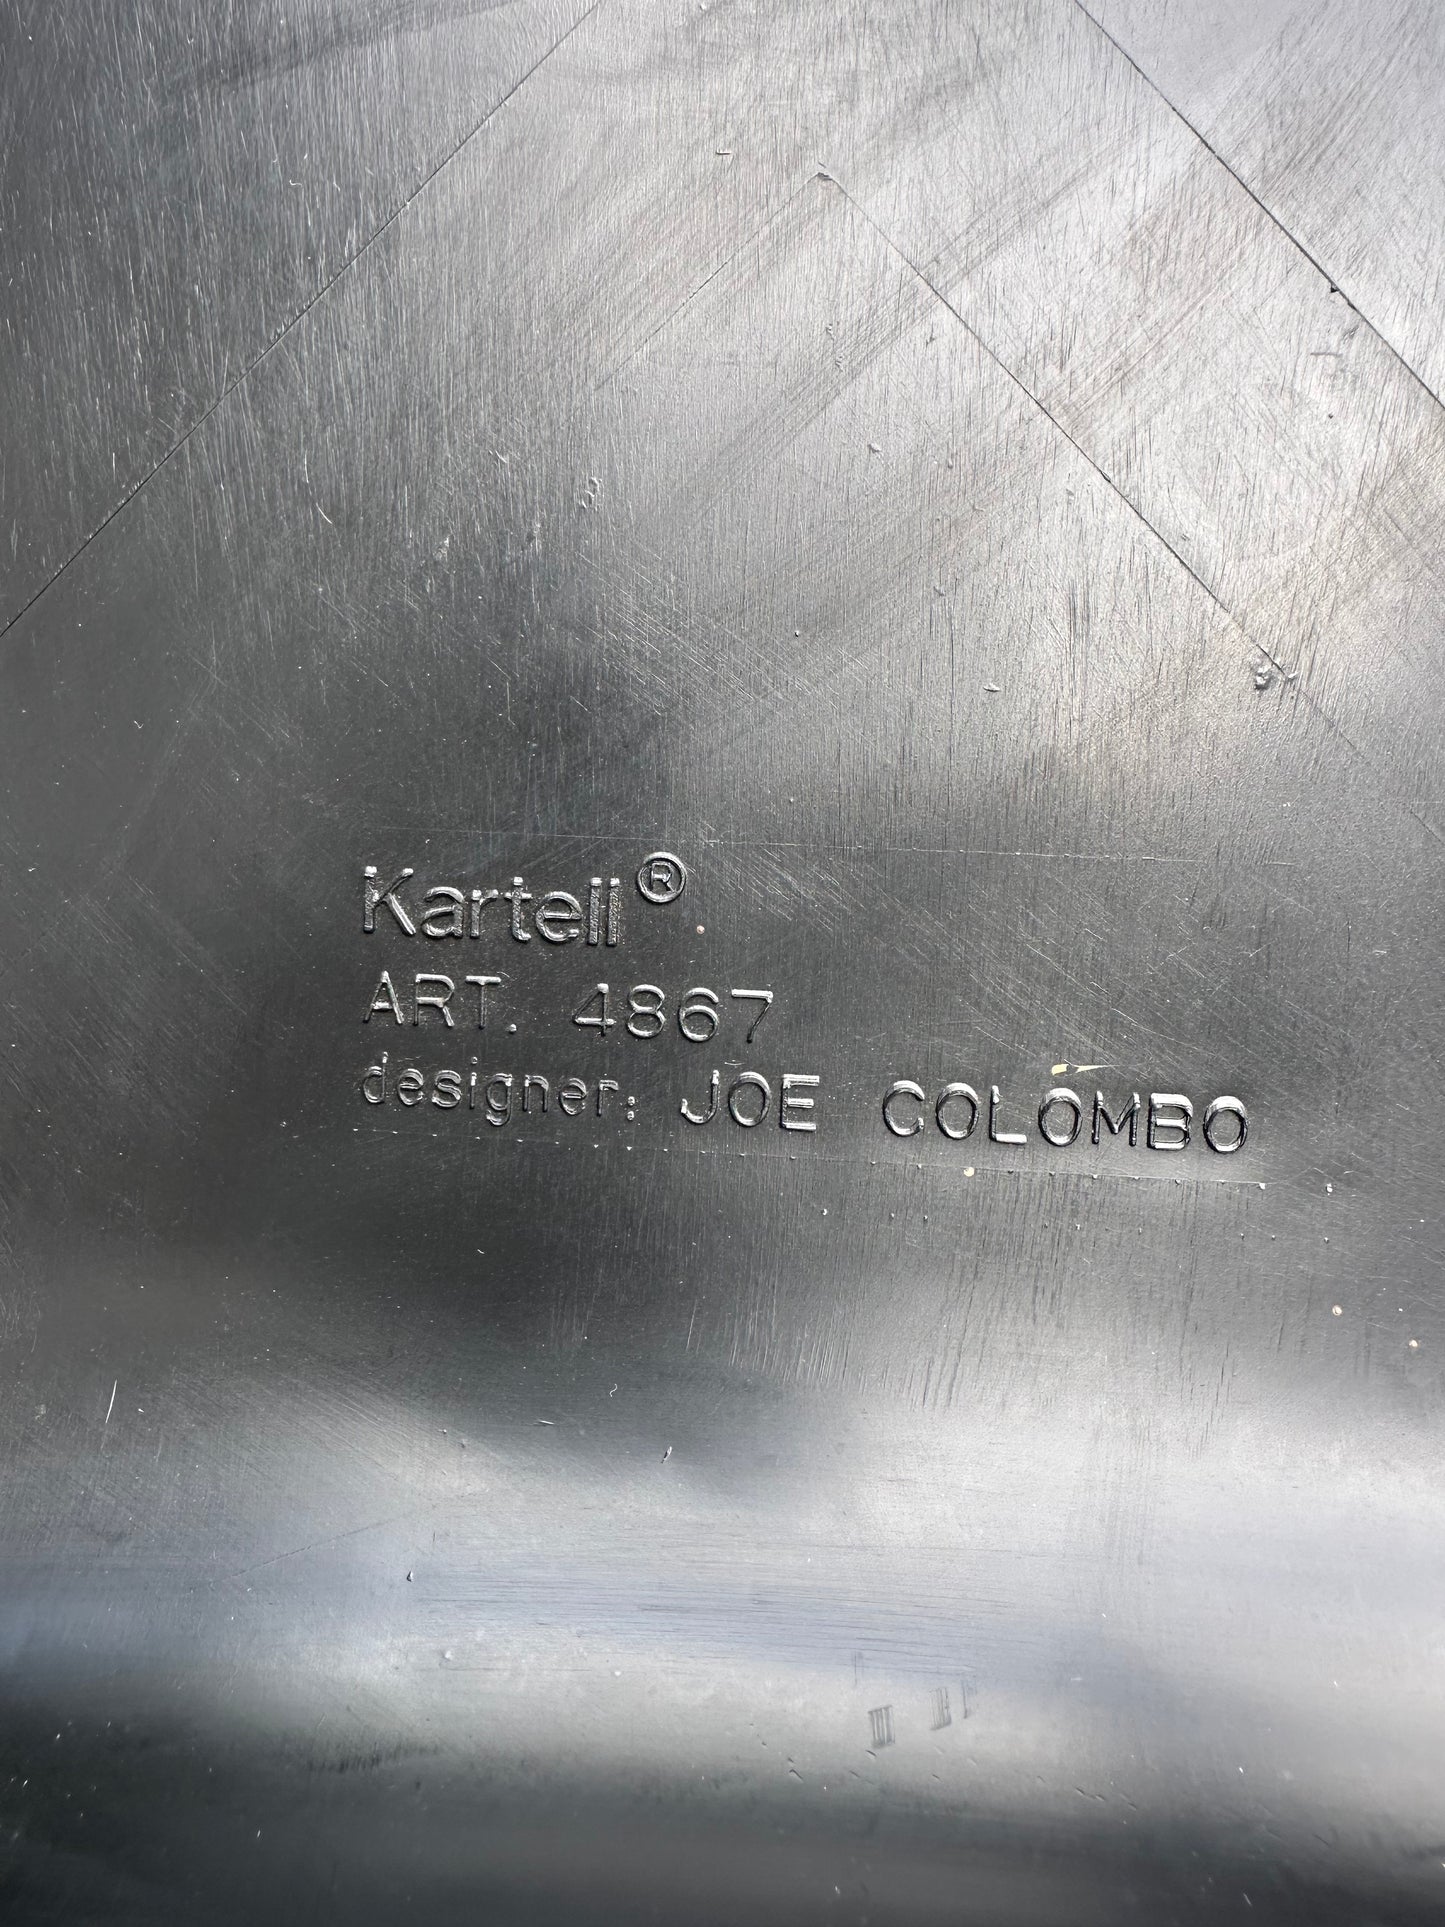 Kartell®
ART. 4867
designer: JOE COLOMBO